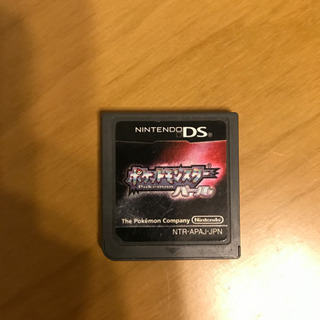 NINTENDO DS
ポケットモンスター
Pokémon
パール
The Pokémon Company Nintendo
NTR-APAJ-JPN